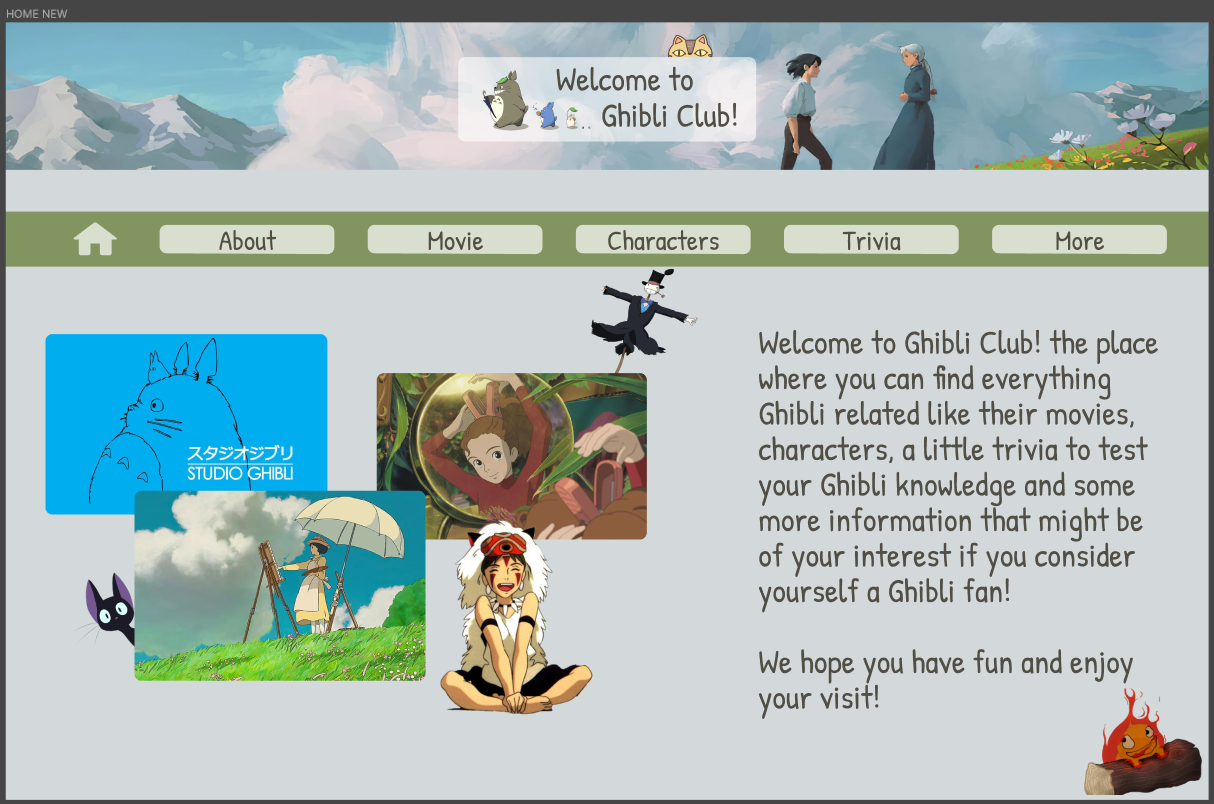 HOME NEW
Welcome to
Ghibli Club!
About
Movie
Characters
Trivia
More
スタジオジブリ
STUDIO GHIBLI
Welcome to Ghibli Club! the place
where you can find everything
Ghibli related like their movies,
characters, a little trivia to test
your Ghibli knowledge and some
more information that might be
of your interest if you consider
yourself a Ghibli fan!
We hope you have fun and enjoy
your visit!